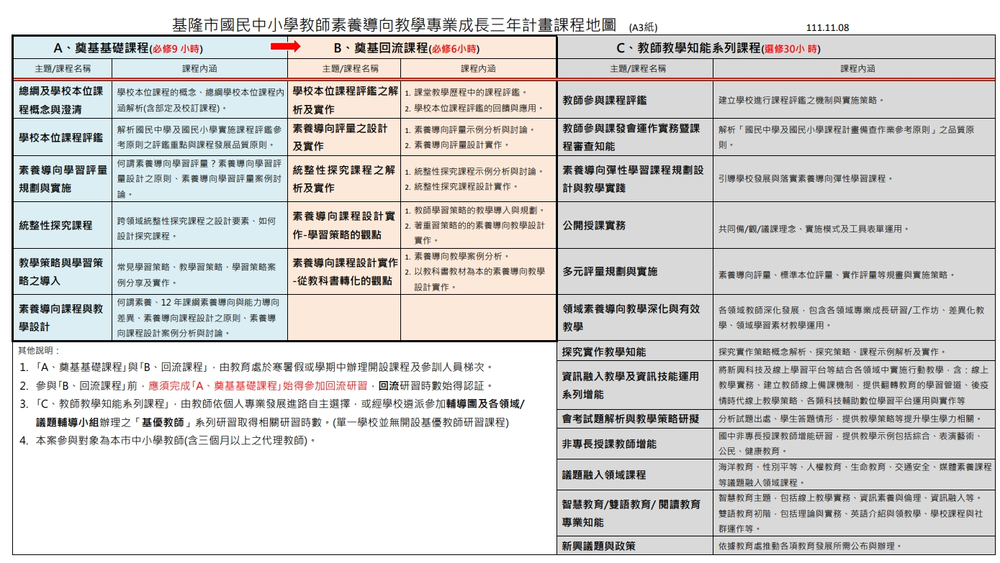 基隆市國民中小學教師素養導向教學專業成長三年計畫課程地圖 (A3紙) 111.11.08
A、奠基基礎課程(必修9 小時)
主題/課程名稱
課程內涵
總綱及學校本位課
程概念與澄清
學校本位課程的概念、總綱學校本位課程內
涵解析(含部定及校訂課程)。
學校本位課程評鑑
解析國民中學及國民小學實施課程評鑑參
考原則之評鑑重點與課程發展品質原則。
素養導向學習評量
規劃與實施
何謂素養導向學習評量？素養導向學習評
量設計之原則、素養導向學習評量案例討
論。
統整性探究課程
跨領域統整性探究課程之設計要素、如何
設計探究課程。
教學策略與學習策
略之導入
常見學習策略、教學習策略、學習策略案
例分享及實作。
素養導向課程與教
學設計
何謂素養、12 年課綱素養導向與能力導向
差異、素養導向課程設計之原則、素養導
向課程設計案例分析與討論。
B、奠基回流課程(必修6小時)
主題/課程名稱
課程內涵
學校本位課程評鑑之解
析及實作
1. 課堂教學歷程中的課程評鑑。
2. 學校本位課程評鑑的回饋與應用。
素養導向評量之設計
及實作
1. 素養導向評量示例分析與討論。
2. 素養導向評量設計實作。
統整性探究課程之解
析及實作
1. 統整性探究課程示例分析與討論。
2. 統整性探究課程設計實作。
素養導向課程設計實
作-學習策略的觀點
1. 教師學習策略的教學導入與規劃。
2. 著重習策略的的素養導向教學設計
實作。
素養導向課程設計實作
-從教科書轉化的觀點
1. 素養導向教學案例分析。
2. 以教科書教材為本的素養導向教學
設計實作。
C、教師教學知能系列課程(選修30小 時)
主題/課程名稱
課程內涵
教師參與課程評鑑
建立學校進行課程評鑑之機制與實施策略。
教師參與課發會運作實務暨課
程審查知能
解析「國民中學及國民小學課程計畫備查作業參考原則」之品質原
則。
素養導向彈性學習課程規劃設
計與教學實踐
引導學校發展與落實素養導向彈性學習課程。
公開授課實務
共同備/觀/議課理念、實施模式及工具表單運用。
多元評量規劃與實施
素養導向評量、標準本位評量、實作評量等規畫與實施策略。
領域素養導向教學深化與有效
教學
各領域教師深化發展，包含各領域專業成長研習/工作坊、差異化教
學、領域學習素材教學運用。
探究實作教學知能
探究實作策略概念解析、探究策略、課程示例解析及實作。
資訊融入教學及資訊技能運用
系列增能
將新興科技及線上學習平台等結合各領域中實施行動教學，含：線上
教學實務、建立教師線上備課機制，提供翻轉教育的學習管道、後疫
情時代線上教學策略、各類科技輔助數位學習平台運用與實作等
會考試題解析與教學策略研擬
分析試題出處、學生答題情形，提供教學策略等提升學生學力相關。
非專長授課教師增能
國中非專長授課教師增能研習，提供教學示例包括綜合、表演藝術、
公民、健康教育。
議題融入領域課程
海洋教育、性別平等、人權教育、生命教育、交通安全、媒體素養課程
等議題融入領域課程。
智慧教育/雙語教育/ 閱讀教育
專業知能
智慧教育主題，包括線上教學實務、資訊素養與倫理、資訊融入等。
雙語教育初階，包括理論與實務、英語介紹與領教學、學校課程與社
群運作等。
新興議題與政策
依據教育處推動各項教育發展所需公布與辦理。
其他說明：
1. 「A、奠基基礎課程」與「B、回流課程」，由教育處於寒暑假或學期中辦理開設課程及參訓人員梯次。
2. 參與「B、回流課程」前，應須完成「A、奠基基礎課程」始得參加回流研習，回流研習時數始得認証。
3. 「C、教師教學知能系列課程」，由教師依個人專業發展進路自主選擇，或經學校遴派參加輔導團及各領域/
議題輔導小組辦理之「基優教師」系列研習取得相關研習時數。(單一學校並無開設基優教師研習課程)
4. 本案參與對象為本市中小學教師(含三個月以上之代理教師)。